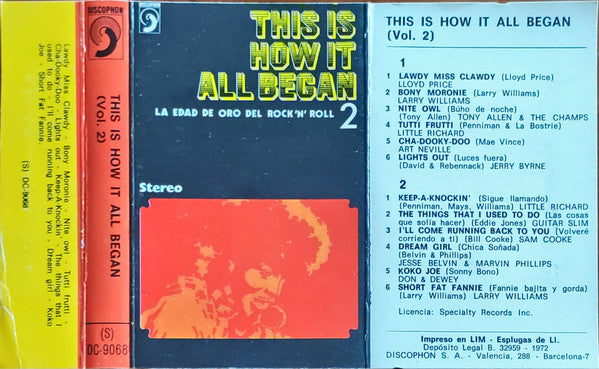 Lawdy Miss Clawdy - Bony Moronie - Nite owl - Tutti frutti -
Cha-Dooky-Doo - Lights out - Keep-A-Knockin - The things that I
used to do - I'll come running back to you - Dream girl - Koko
Joe - Short Fat Fannie.
(S) DC-9068
DISCOPHON
THIS IS HOW IT ALL BEGAN
(Vol. 2)
(S)
DC-9068
DISCOPHON
THIS IS
HOW IT
ALL BEGAN
LA EDAD DE ORO DEL ROCK'N'ROLL 2
Stereo
THIS IS HOW IT ALL BEGAN
(Vol. 2)
1
1 LAWDY MISS CLAWDY (Lloyd Price)
LLOYD PRICE
2 BONY MORONIE (Larry Williams)
LARRY WILLIAMS
3 NITE OWL (Búho de noche)
(Tony Allen) TONY ALLEN & THE CHAMPS
4 TUTTI FRUTTI (Penniman & La Bostrie)
LITTLE RICHARD
5 CHA-DOOKY-DOO (Mae Vince)
ART NEVILLE
6 LIGHTS OUT (Luces fuera)
(David & Rebennack) JERRY BYRNE
2
1 KEEP-A-KNOCKIN' (Sigue llamando)
(Penniman, Mays, Williams) LITTLE RICHARD
2 THE THINGS THAT I USED TO DO (Las cosas
que solía hacer) (Eddie Jones) GUITAR SLIM
3 I'LL COME RUNNING BACK TO YOU (Volveré
corriendo a ti) (Bill Cooke) SAM COOKE
4 DREAM GIRL (Chica Soñada)
(Belvin & Phillips)
JESSE BELVIN & MARVIN PHILLIPS
5 KOKO JOE (Sonny Bono)
DON & DEWEY
6 SHORT FAT FANNIE (Fannie bajita y gorda)
(Larry Williams) LARRY WILLIAMS
Licencia: Specialty Records Inc.
Impreso en LIM - Esplugas de Ll.
Depósito Legal B. 32959 - 1972
DISCOPHON S. A. - Valencia, 288 - Barcelona-7